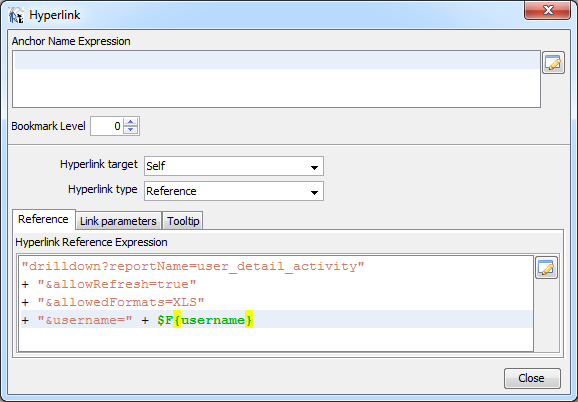 Hyperlink
Anchor Name Expression
Bookmark Level 0
Hyperlink target Self
Hyperlink type Reference
Reference Link parameters Tooltip
Hyperlink Reference Expression
"drilldown?reportName=user_detail_activity"
+ "&allowRefresh=true"
+ "&allowedFormats=XLS"
+ "&username=" + $F{username}
Close